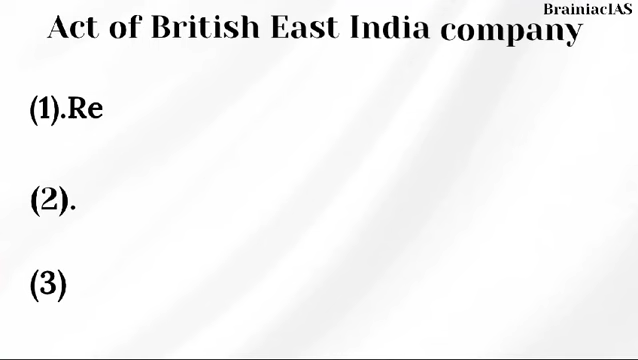 BrainiacIAS
Act of British East India company
(1).Re
(2).
(3)